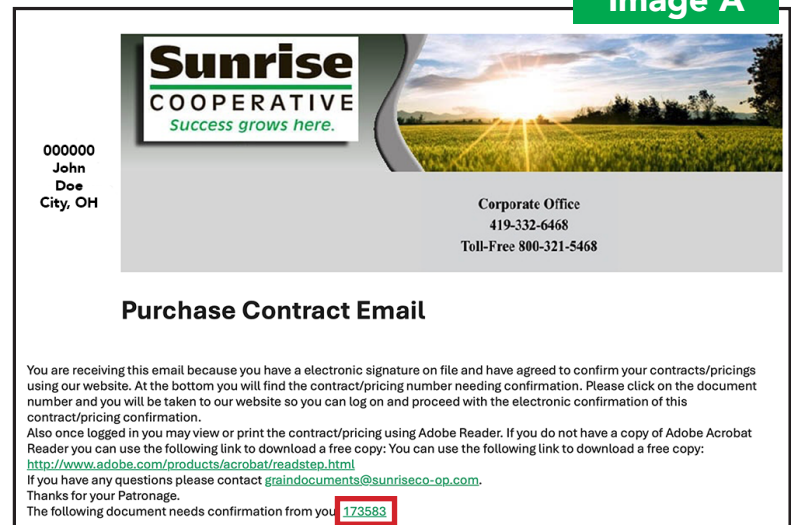 Image A
Sunrise
COOPERATIVE
Success grows here.
000000
John
Doe
City, OH
Corporate Office
419-332-6468
Toll-Free 800-321-5468
Purchase Contract Email
You are receiving this email because you have a electronic signature on file and have agreed to confirm your contracts/pricings
using our website. At the bottom you will find the contract/pricing number needing confirmation. Please click on the document
number and you will be taken to our website so you can log on and proceed with the electronic confirmation of this
contract/pricing confirmation.
Also once logged in you may view or print the contract/pricing using Adobe Reader. If you do not have a copy of Adobe Acrobat
Reader you can use the following link to download a free copy: You can use the following link to download a free copy:
http://www.adobe.com/products/acrobat/readstep.html
If you have any questions please contact graindocuments@sunriseco-op.com.
Thanks for your Patronage.
The following document needs confirmation from you 173583